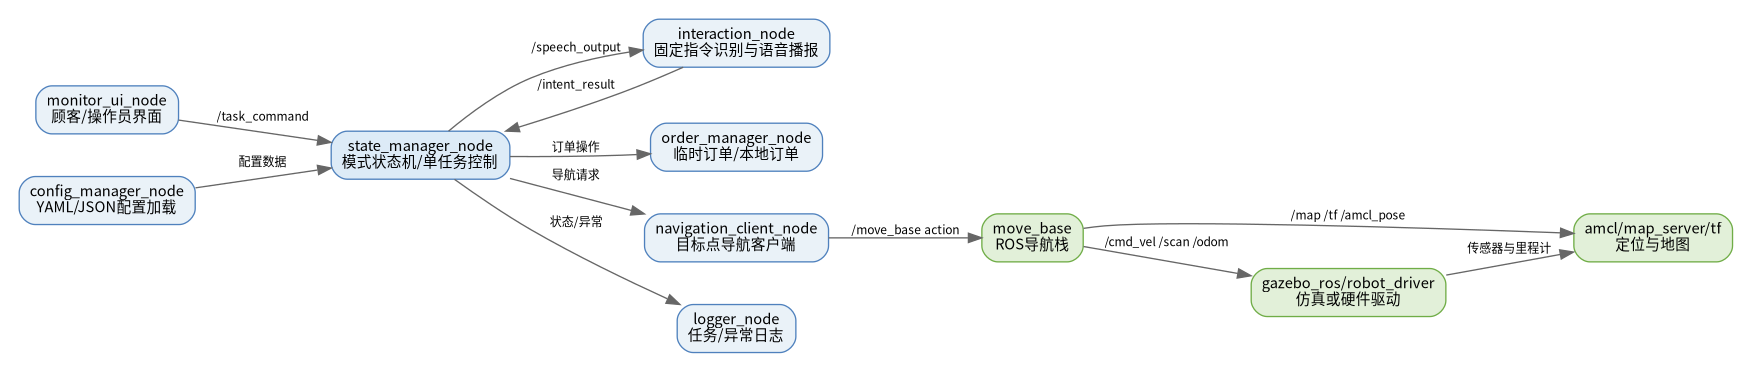 monitor_ui_node
顾客/操作员界面
config_manager_node
YAML/JSON配置加载
/task_command
配置数据
state_manager_node
模式状态机/单任务控制
/speech_output
/intent_result
订单操作
导航请求
状态/异常
interaction_node
固定指令识别与语音播报
order_manager_node
临时订单/本地订单
navigation_client_node
目标点导航客户端
logger_node
任务/异常日志
/move_base action
move_base
ROS导航栈
/map /tf /amcl_pose
/cmd_vel /scan /odom
gazebo_ros/robot_driver
仿真或硬件驱动
传感器与里程计
amcl/map_server/tf
定位与地图